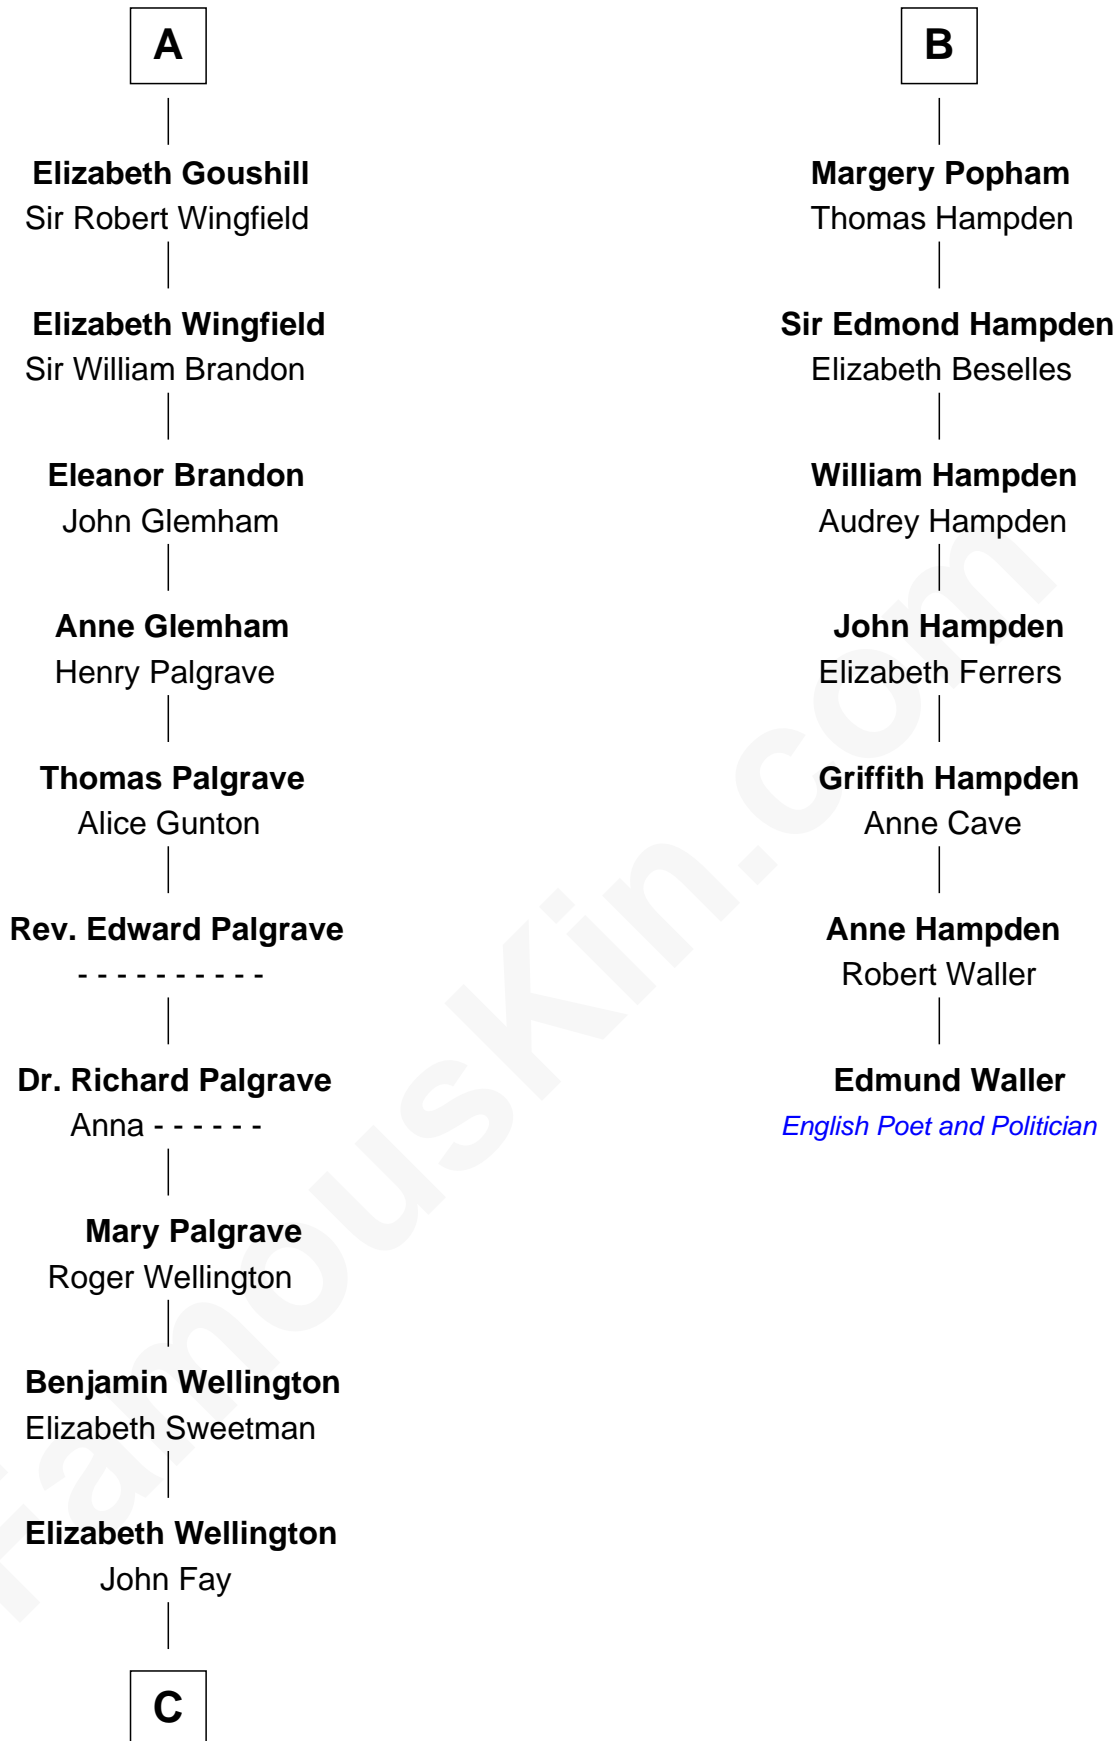 A
Elizabeth Goushill
Sir Robert Wingfield
Elizabeth Wingfield
Sir William Brandon
Eleanor Brandon
John Glemham
Anne Glemham
Henry Palgrave
Thomas Palgrave
Alice Gunton
Rev. Edward Palgrave
- - - - - - - - - -
Dr. Richard Palgrave
Anna - - - - - -
Mary Palgrave
Roger Wellington
Benjamin Wellington
Elizabeth Sweetman
Elizabeth Wellington
John Fay
C
B
Margery Popham
Thomas Hampden
Sir Edmond Hampden
Elizabeth Beselles
William Hampden
Audrey Hampden
John Hampden
Elizabeth Ferrers
Griffith Hampden
Anne Cave
Anne Hampden
Robert Waller
Edmund Waller
English Poet and Politician
FamousKin.com